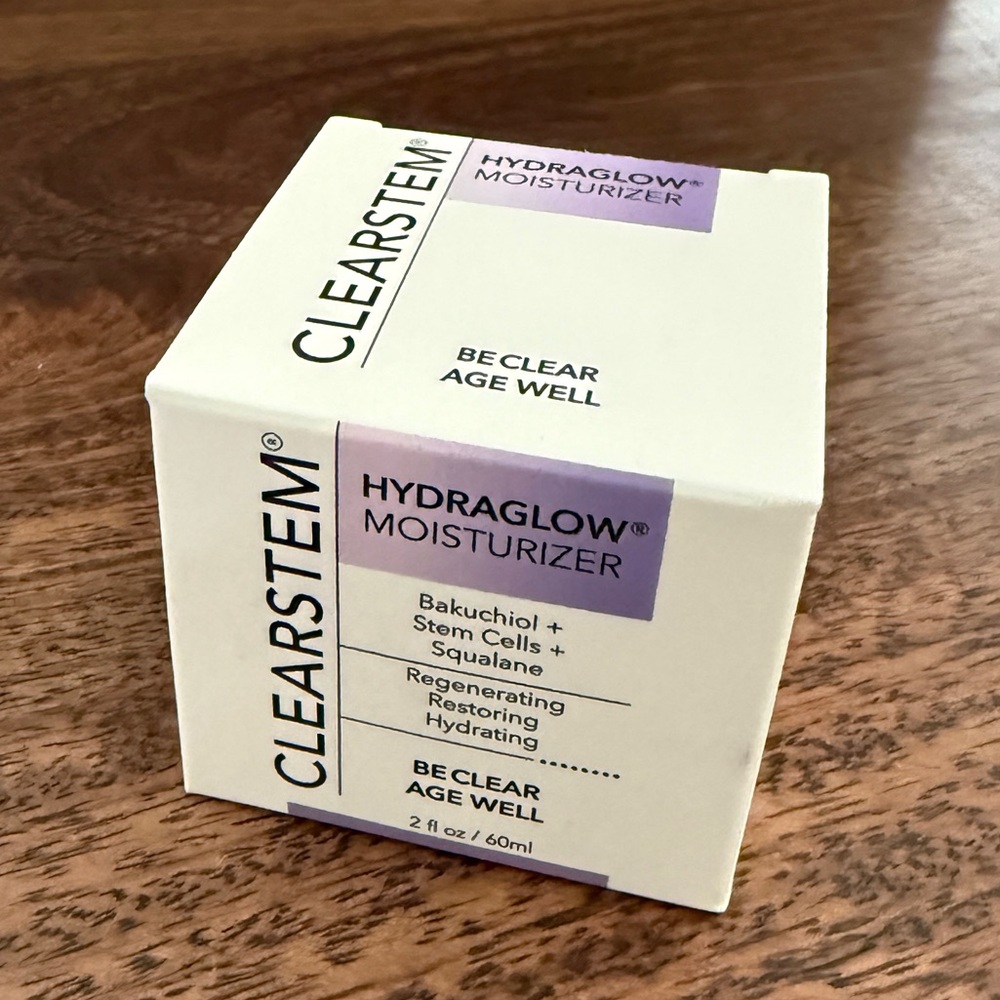 CLEARSTEM®
HYDRAGLOW®
MOISTURIZER
BE CLEAR
AGE WELL
CLEARSTEM®
HYDRAGLOW®
MOISTURIZER
Bakuchiol +
Stem Cells +
Squalane
Regenerating
Restoring
Hydrating
BE CLEAR
AGE WELL
2 fl oz / 60ml